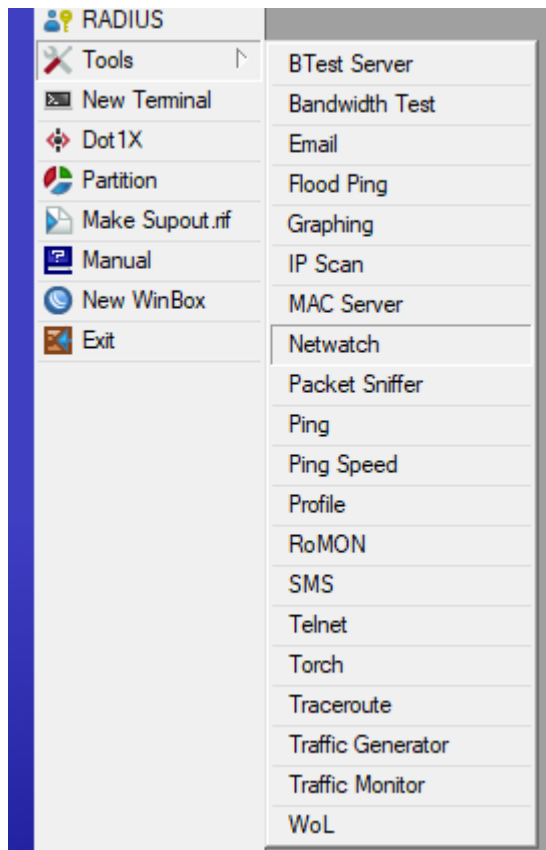 RADIUS
Tools
New Terminal
Dot1X
Partition
Make Supout.rif
Manual
New WinBox
Exit
BTest Server
Bandwidth Test
Email
Flood Ping
Graphing
IP Scan
MAC Server
Netwatch
Packet Sniffer
Ping
Ping Speed
Profile
RoMON
SMS
Telnet
Torch
Traceroute
Traffic Generator
Traffic Monitor
WoL